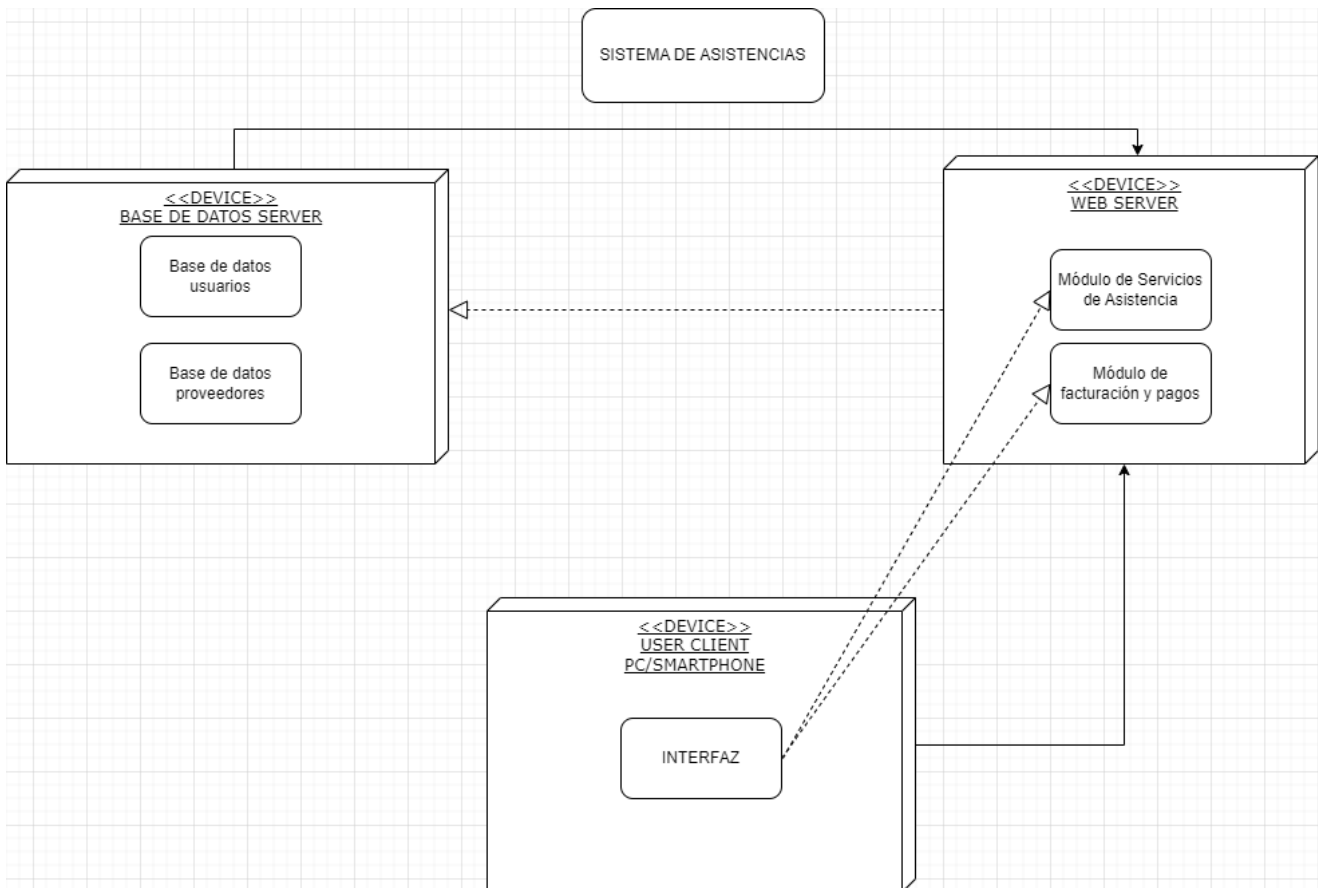 SISTEMA DE ASISTENCIAS
<<DEVICE>>
BASE DE DATOS SERVER
Base de datos
usuarios
Base de datos
proveedores
<<DEVICE>>
WEB SERVER
Módulo de Servicios
de Asistencia
Módulo de
facturación y pagos
<<DEVICE>>
USER CLIENT
PC/SMARTPHONE
INTERFAZ